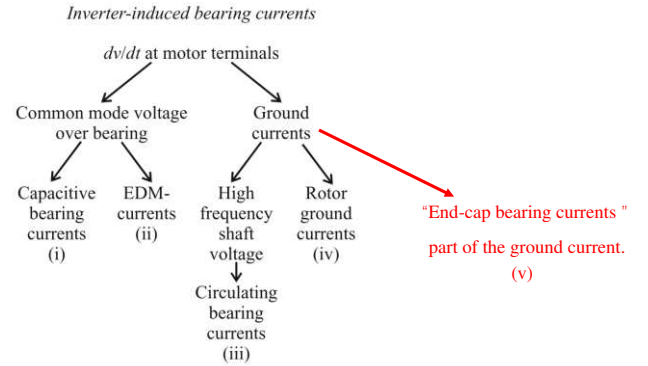 Inverter-induced bearing currents
dv/dt at motor terminals
Common mode voltage
over bearing
Ground
currents
Capacitive
bearing
currents
(i)
EDM-
currents
(ii)
High
frequency
shaft
voltage
Rotor
ground
currents
(iv)
Circulating
bearing
currents
(iii)
“End-cap bearing currents ”
part of the ground current.
(v)